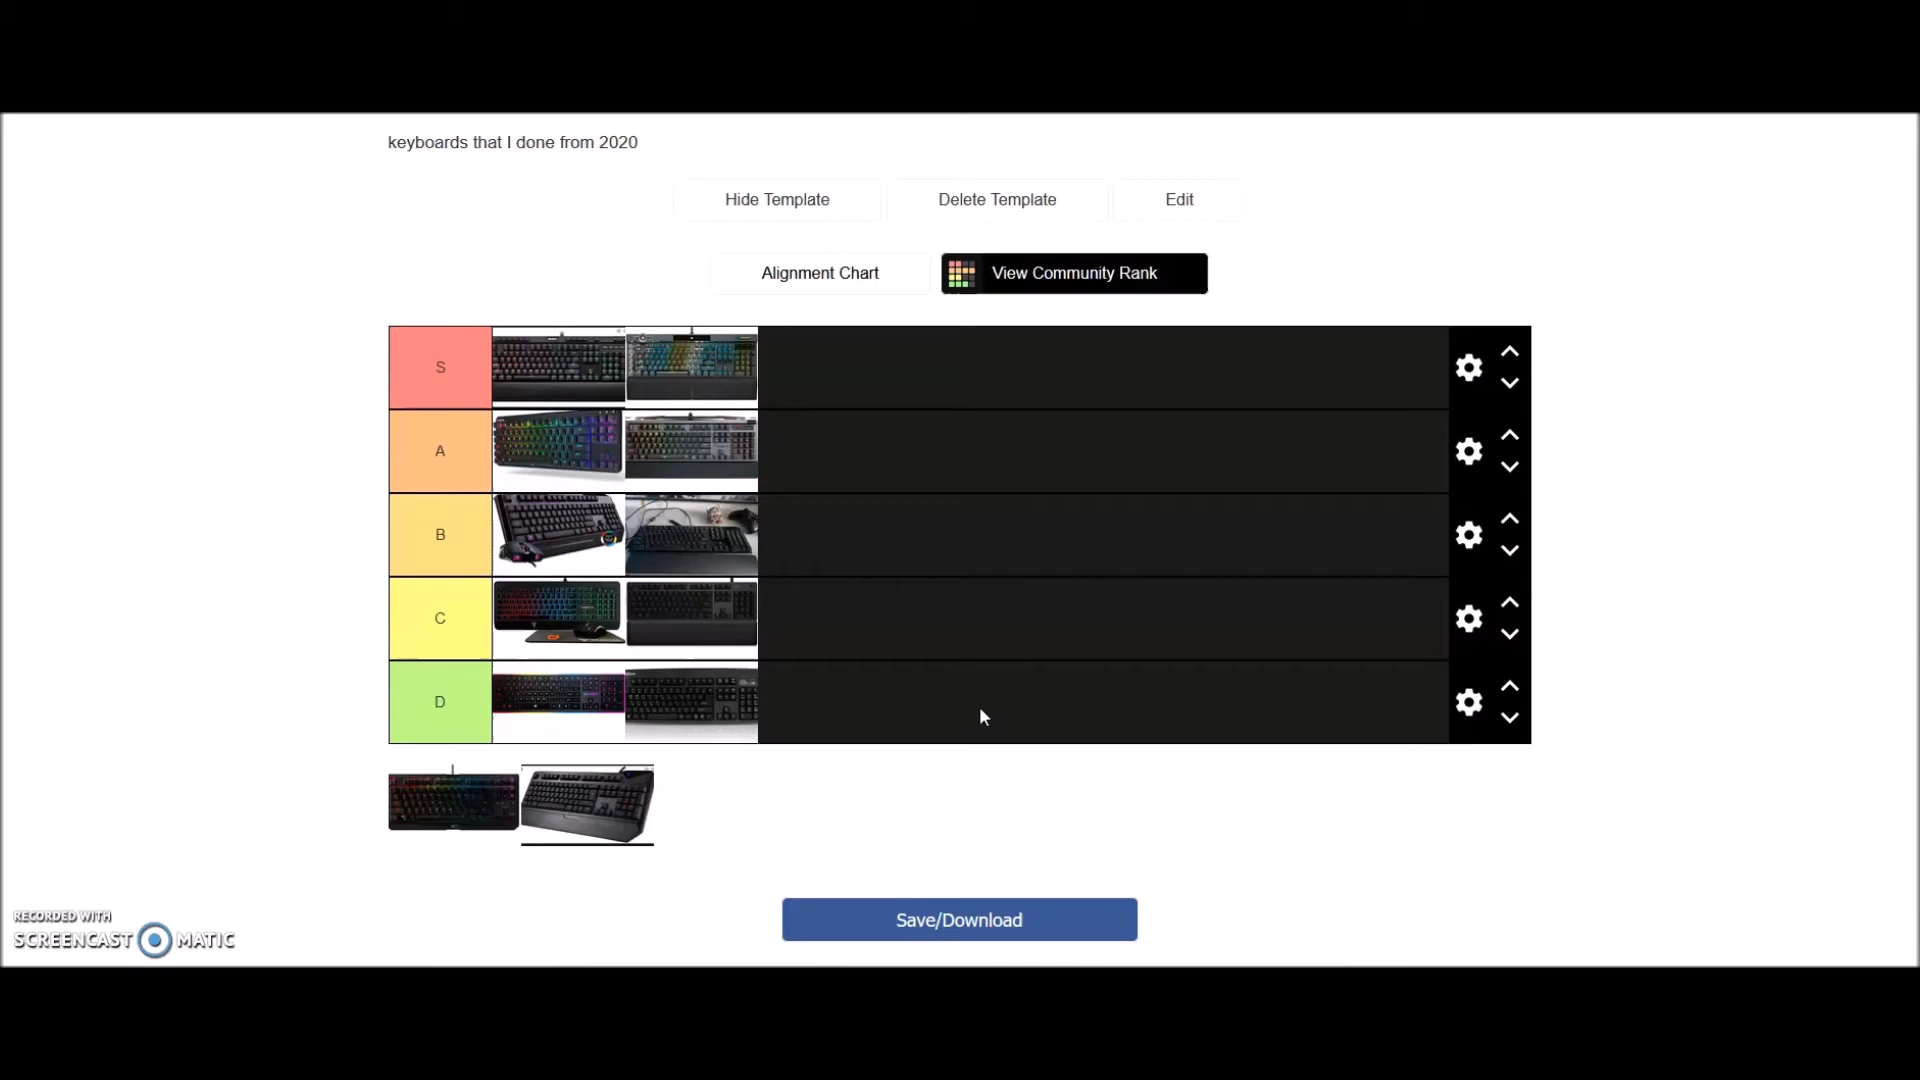 keyboards that I done from 2020
Hide Template
Delete Template
Edit
Alignment Chart
View Community Rank
S
A
B
C
D
Save/Download
RECORDED WITH
SCREENCAST MATIC